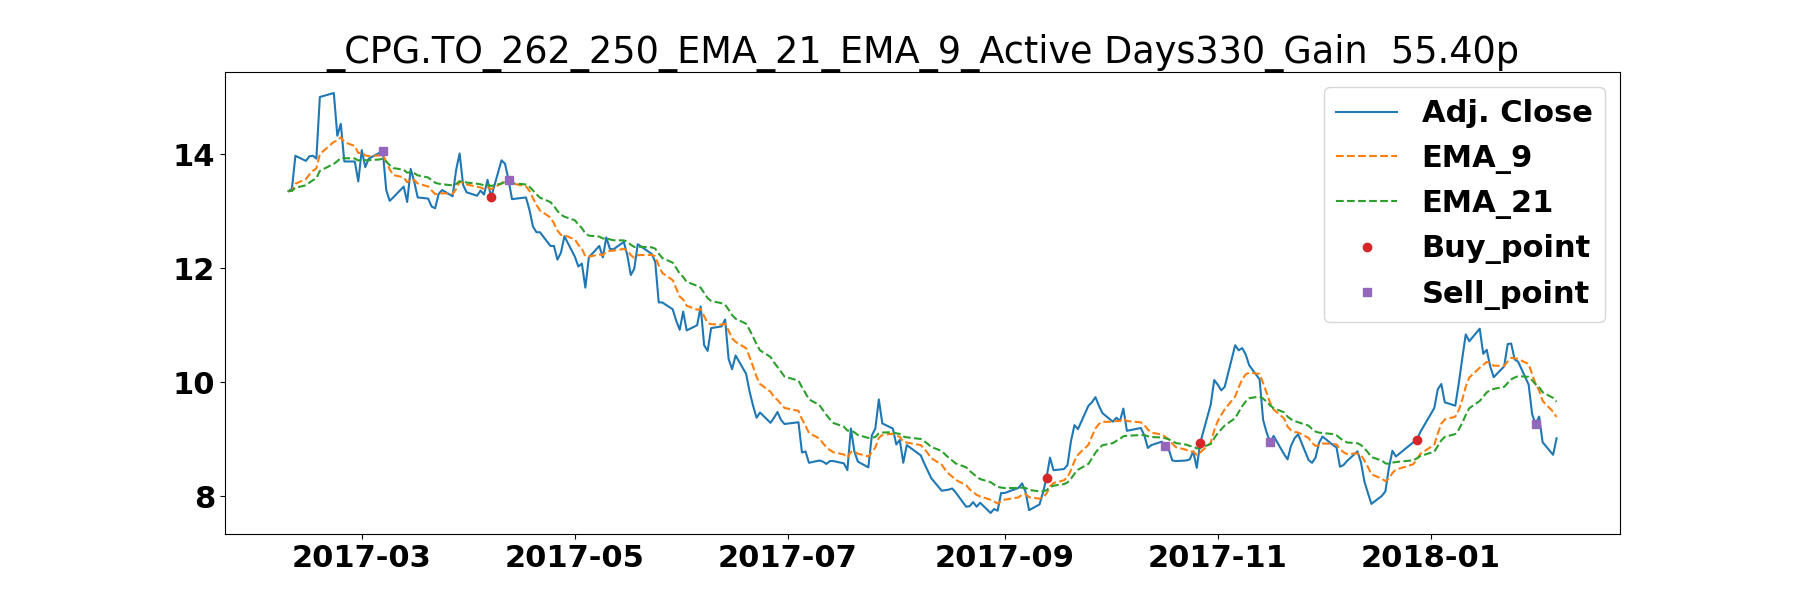 _CPG.TO_262_250_EMA_21_EMA_9_Active Days330_Gain  55.40p
Adj. Close
EMA_9
EMA_21
Buy_point
Sell_point
14
12
10
8
2017-03 2017-05 2017-07 2017-09 2017-11 2018-01